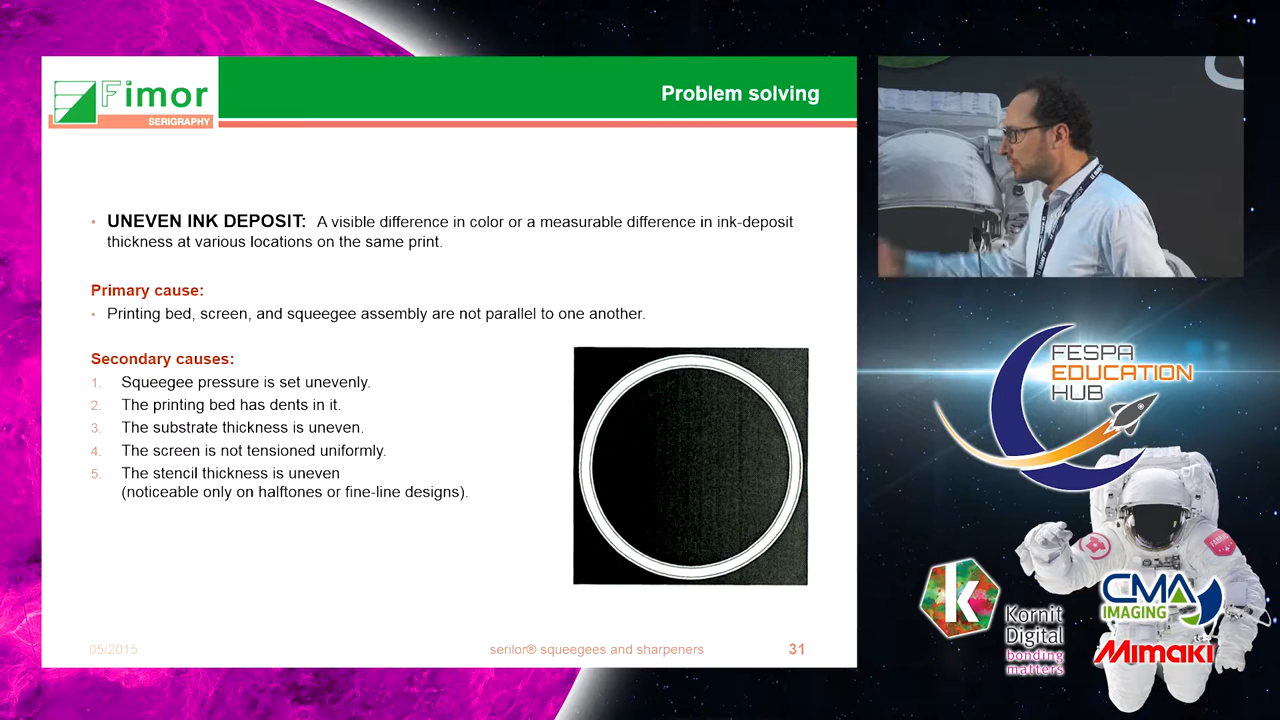 Fimor
SERIGRAPHY
Problem solving
• UNEVEN INK DEPOSIT: A visible difference in color or a measurable difference in ink-deposit
thickness at various locations on the same print.
Primary cause:
• Printing bed, screen, and squeegee assembly are not parallel to one another.
Secondary causes:
1. Squeegee pressure is set unevenly.
2. The printing bed has dents in it.
3. The substrate thickness is uneven.
4. The screen is not tensioned uniformly.
5. The stencil thickness is uneven
(noticeable only on halftones or fine-line designs).
05/2015
serilor® squeegees and sharpeners
31
FESPA
EDUCATION
HUB
k
Kornit
Digital
bonding
matters
CMA
IMAGING
Mimaki